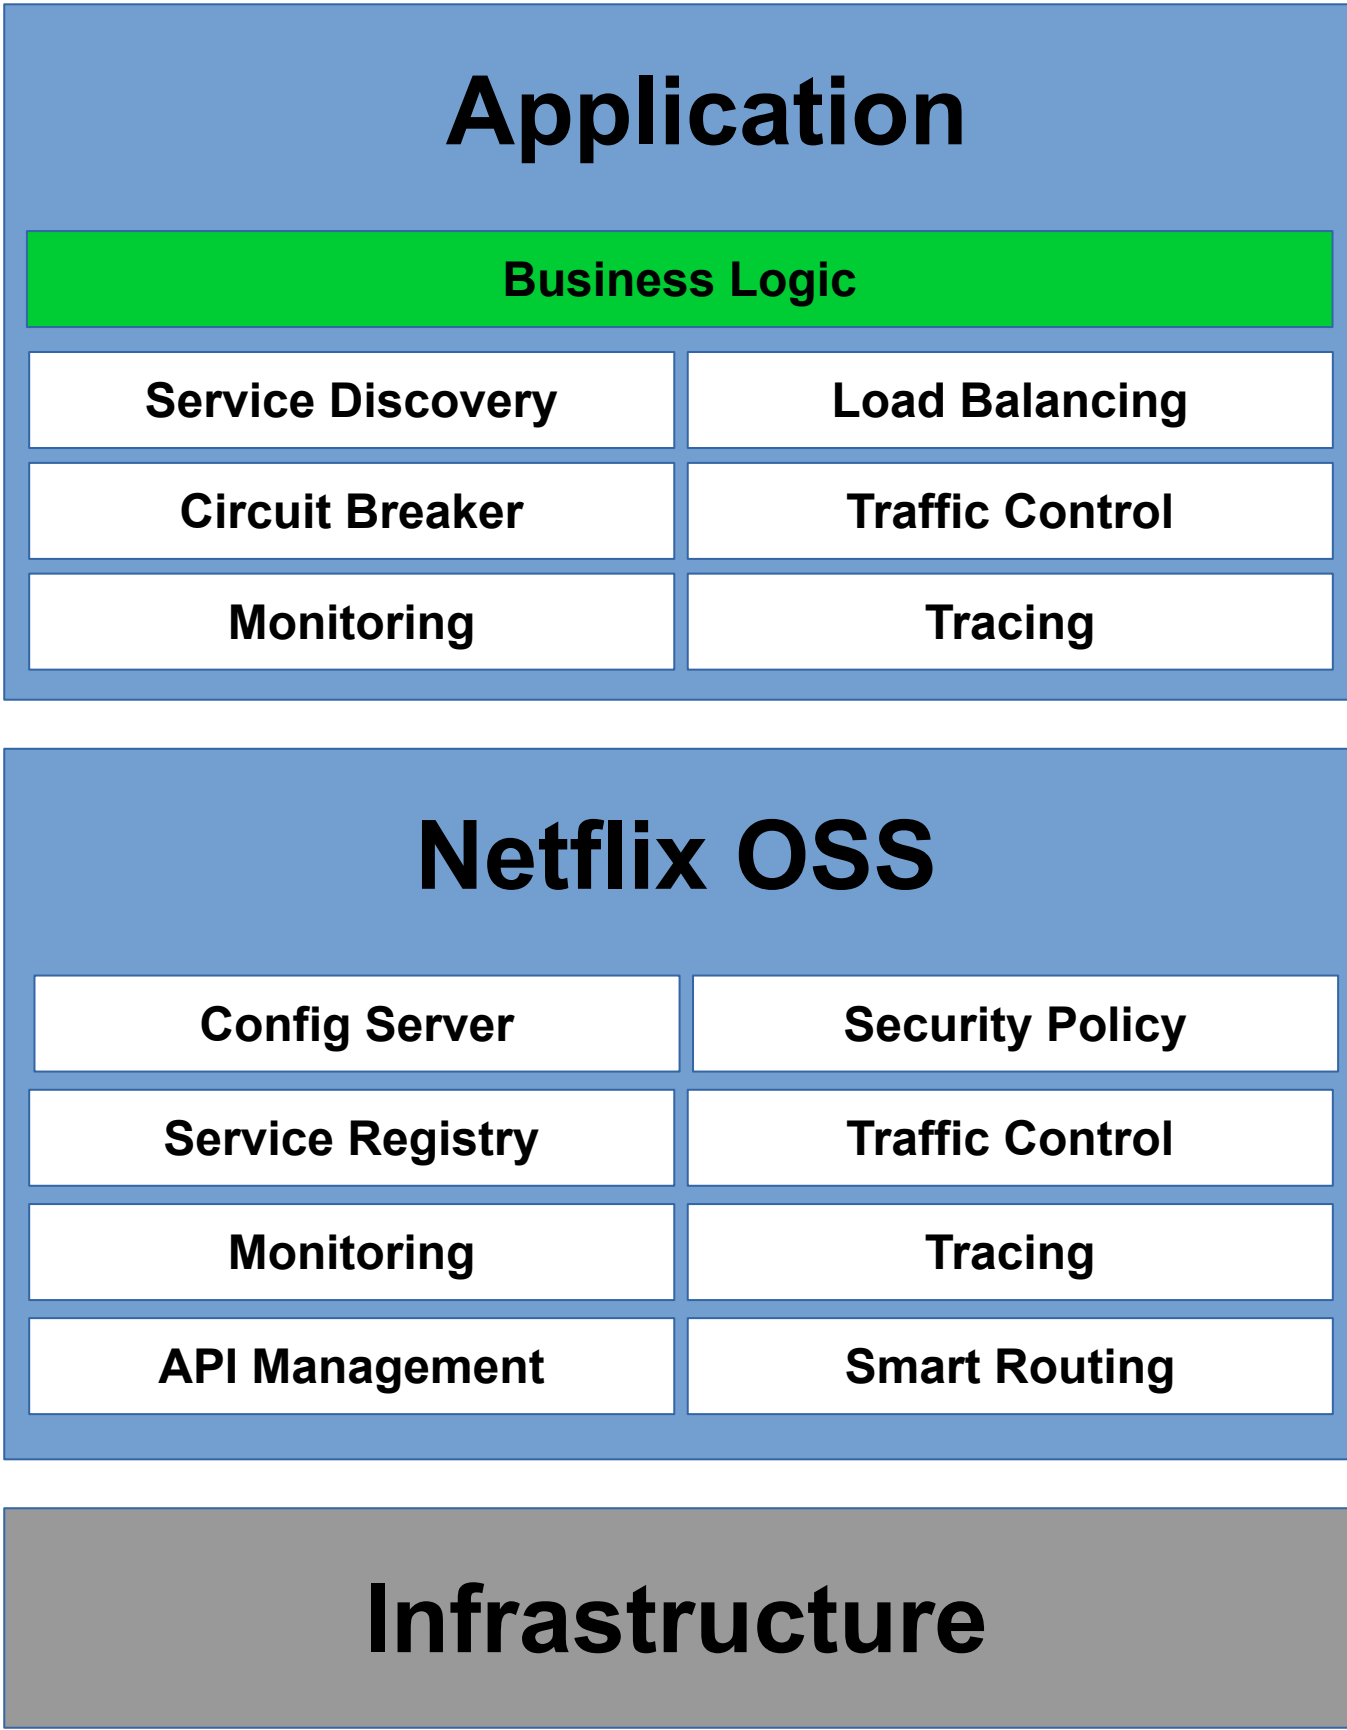 Application
Business Logic
Service Discovery
Load Balancing
Circuit Breaker
Traffic Control
Monitoring
Tracing
Netflix OSS
Config Server
Security Policy
Service Registry
Traffic Control
Monitoring
Tracing
API Management
Smart Routing
Infrastructure